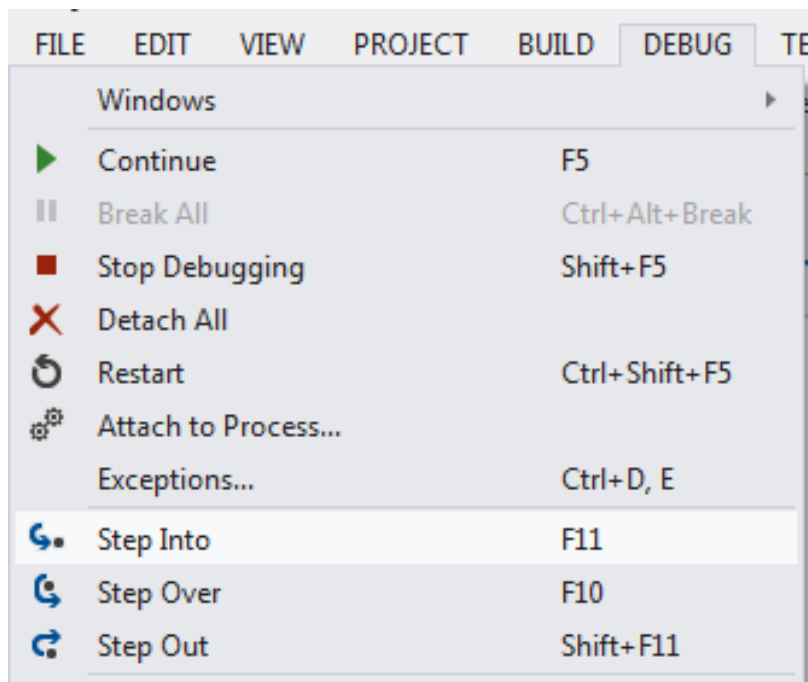 FILE EDIT VIEW PROJECT BUILD DEBUG TE
Windows
Continue F5
Break All Ctrl+Alt+Break
Stop Debugging Shift+F5
Detach All
Restart Ctrl+Shift+F5
Attach to Process...
Exceptions... Ctrl+D, E
Step Into F11
Step Over F10
Step Out Shift+F11